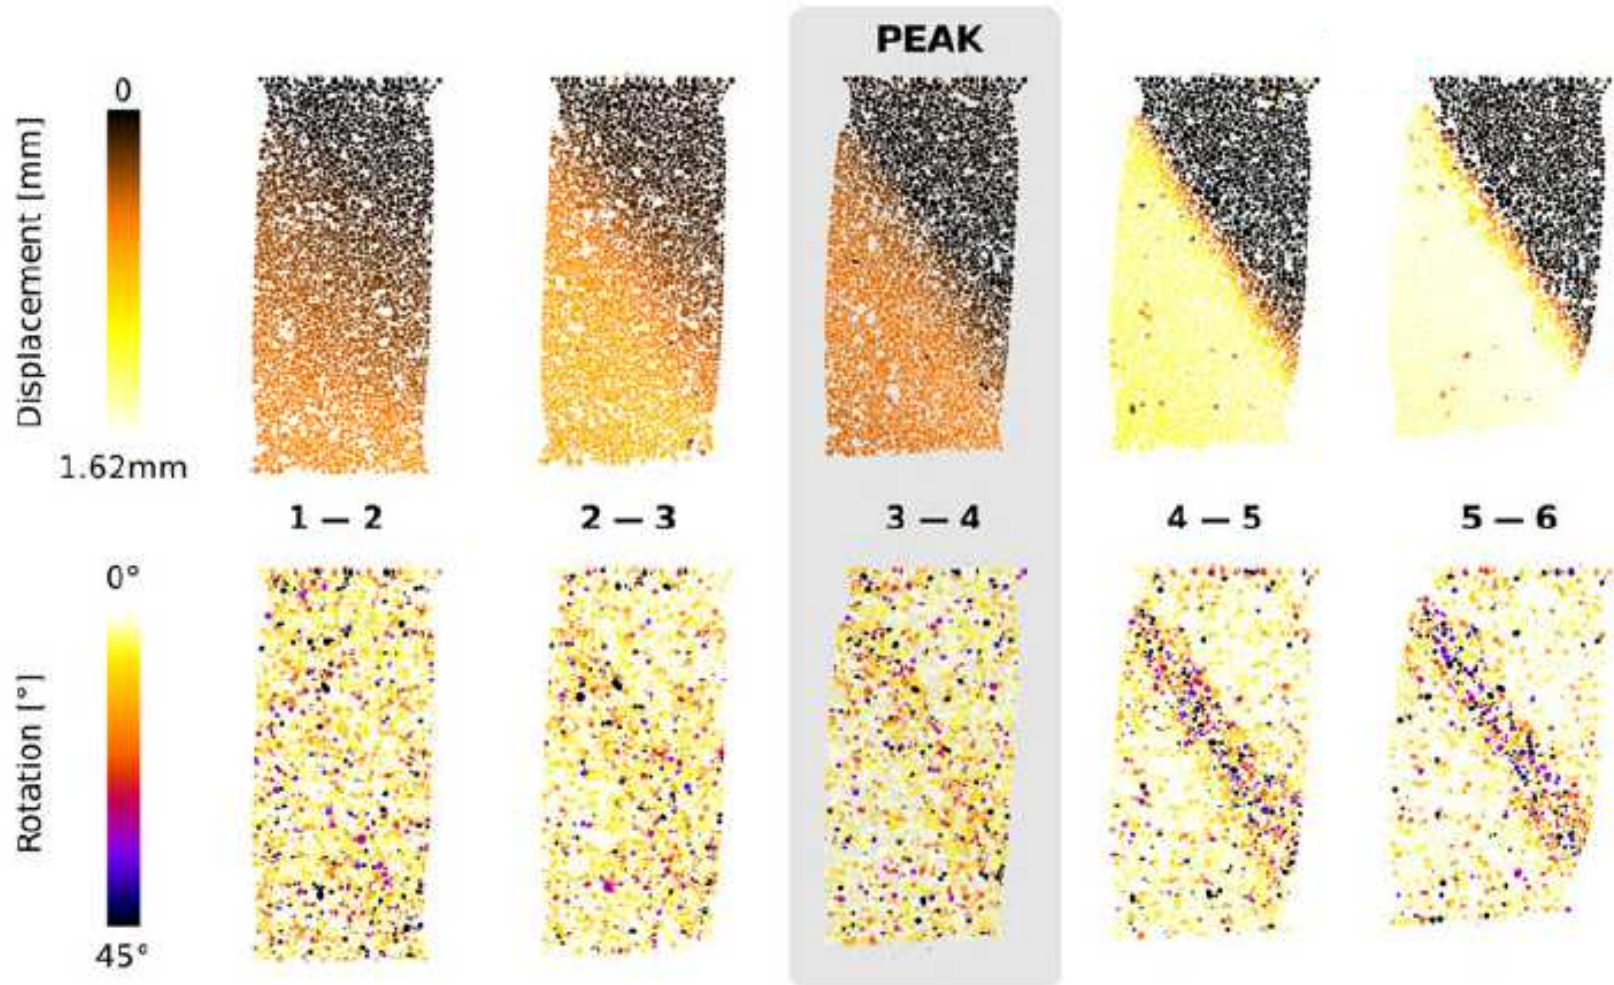 PEAK
0
Displacement [mm]
1.62mm
1 — 2
2 — 3
3 — 4
4 — 5
5 — 6
0°
Rotation [°]
45°